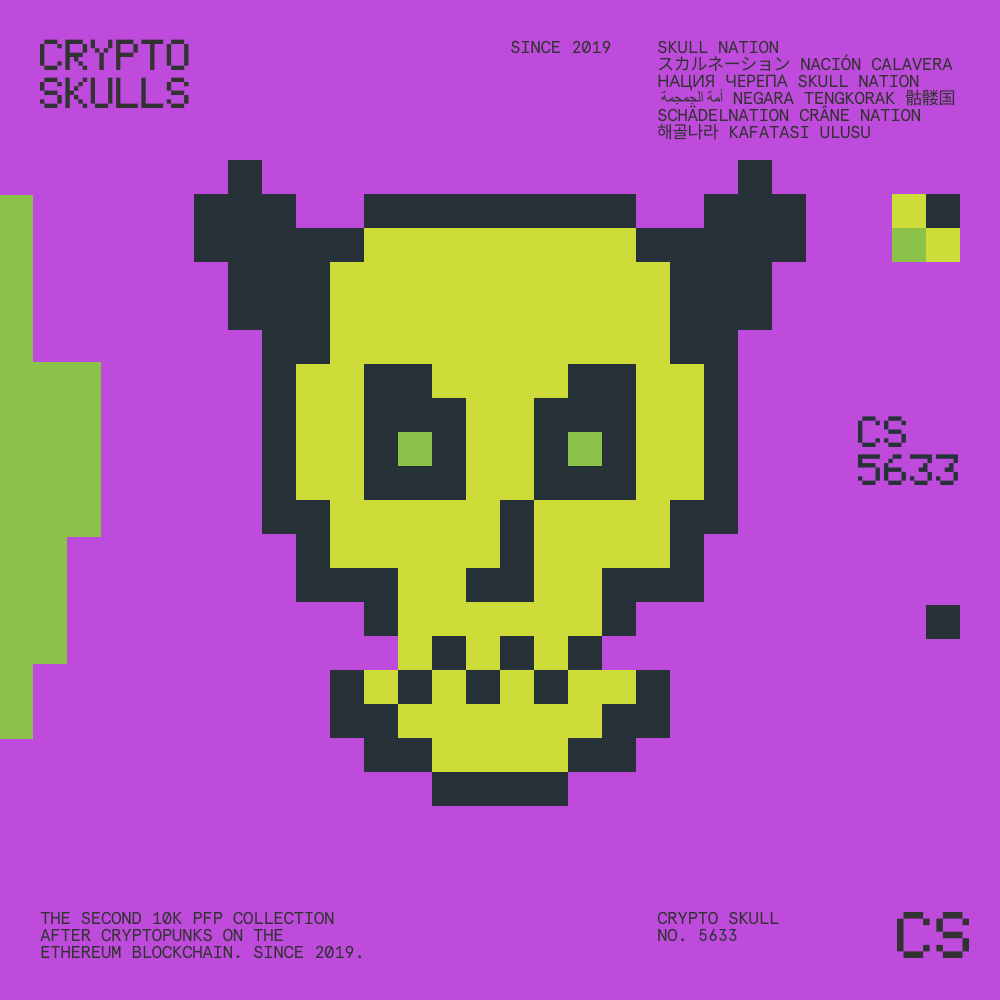 CRYPTO
SKULLS
SINCE 2019
SKULL NATION
スカルネーション NACIÓN CALAVERA
НАЦИЯ ЧЕРЕПА SKULL NATION
أمة الجمجمة NEGARA TENGKORAK 骷髅国
SCHÄDELNATION CRÂNE NATION
해골나라 KAFATASI ULUSU
CS
5633
THE SECOND 10K PFP COLLECTION
AFTER CRYPTOPUNKS ON THE
ETHEREUM BLOCKCHAIN. SINCE 2019.
CRYPTO SKULL
NO. 5633
CS